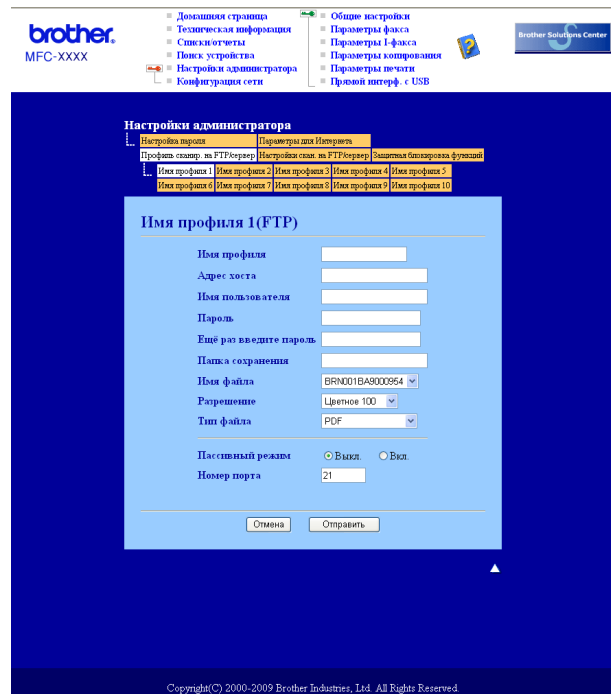 brother.
MFC-XXXX
Домашняя страница
Техническая информация
Списки/отчеты
Поиск устройства
Настройки администратора
Конфигурация сети
Общие настройки
Параметры факса
Параметры I-факса
Параметры копирования
Параметры печати
Прямой интерф. с USB
Brother Solutions Center
Настройки администратора
Настройка пароля Параметры для Интернета
Профиль сканир. на FTP/сервер Настройки скан. на FTP/сервер Защитная блокировка функций
Имя профиля 1 Имя профиля 2 Имя профиля 3 Имя профиля 4 Имя профиля 5
Имя профиля 6 Имя профиля 7 Имя профиля 8 Имя профиля 9 Имя профиля 10
Имя профиля 1(FTP)
Имя профиля
Адрес хоста
Имя пользователя
Пароль
Ещё раз введите пароль
Папка сохранения
Имя файла BRN001BA9000954
Разрешение Цветное 100
Тип файла PDF
Пассивный режим Выкл. Вкл.
Номер порта 21
Отмена Отправить
Copyright(C) 2000-2009 Brother Industries, Ltd. All Rights Reserved.